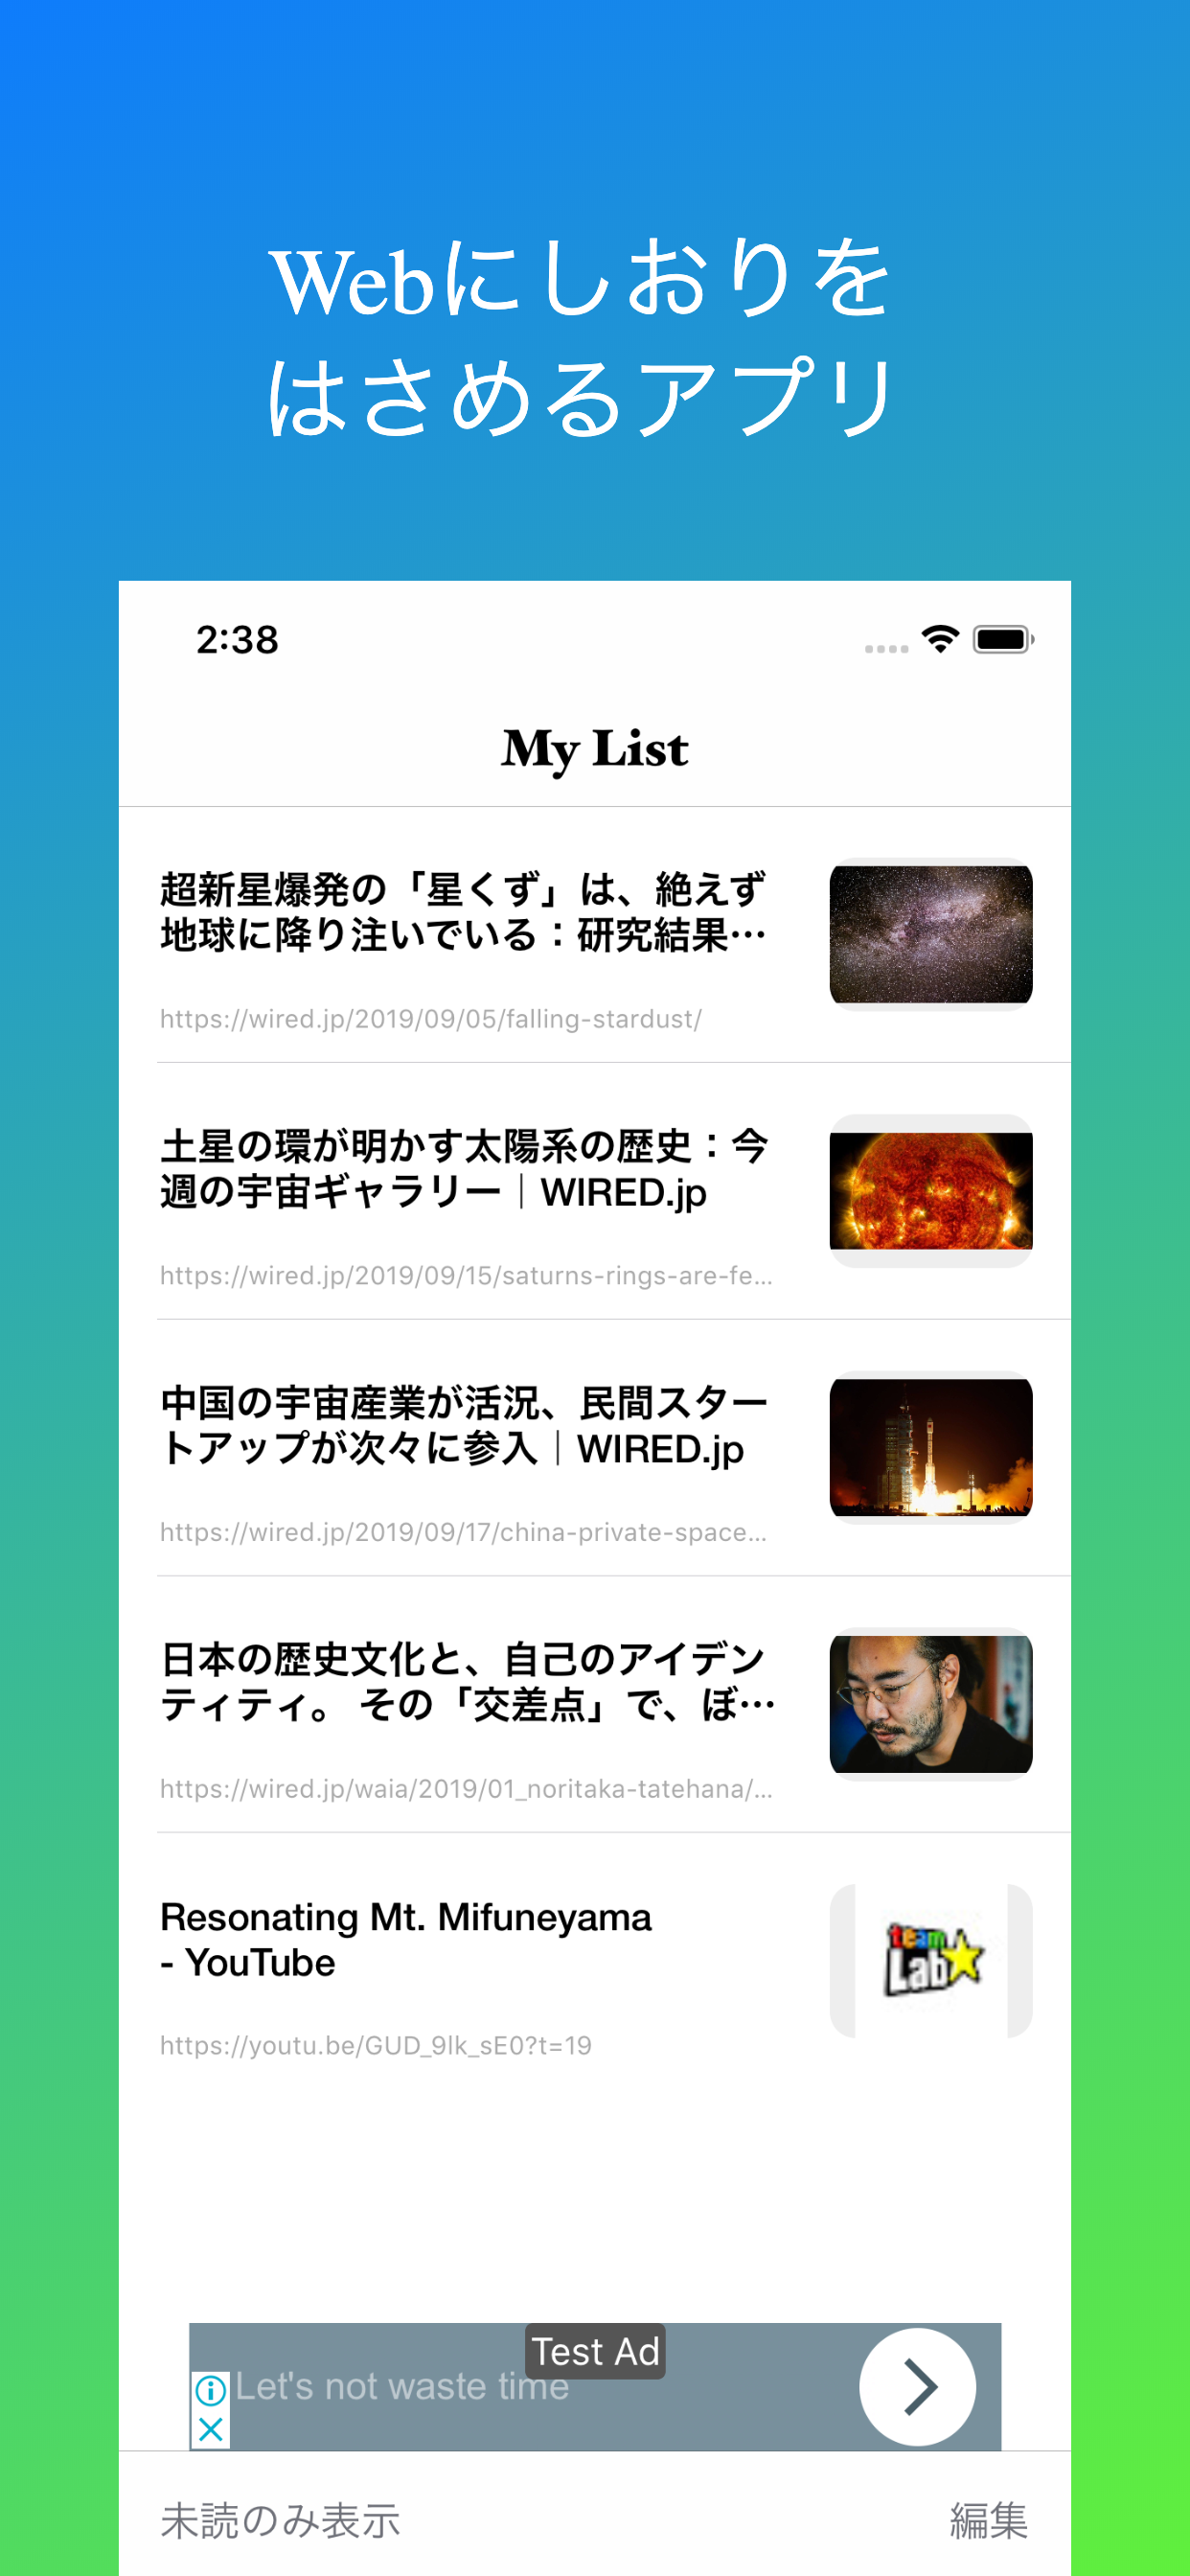 Webにしおりを
はさめるアプリ
2:38
My List
超新星爆発の「星くず」は、絶えず
地球に降り注いでいる：研究結果…
https://wired.jp/2019/09/05/falling-stardust/
土星の環が明かす太陽系の歴史：今
週の宇宙ギャラリー｜WIRED.jp
https://wired.jp/2019/09/15/saturns-rings-are-fe...
中国の宇宙産業が活況、民間スター
トアップが次々に参入｜WIRED.jp
https://wired.jp/2019/09/17/china-private-space...
日本の歴史文化と、自己のアイデン
ティティ。 その「交差点」で、ぼ…
https://wired.jp/waia/2019/01_noritaka-tatehana/...
Resonating Mt. Mifuneyama
- YouTube
https://youtu.be/GUD_9lk_sE0?t=19
team
Lab
Test Ad
Let's not waste time
未読のみ表示
編集